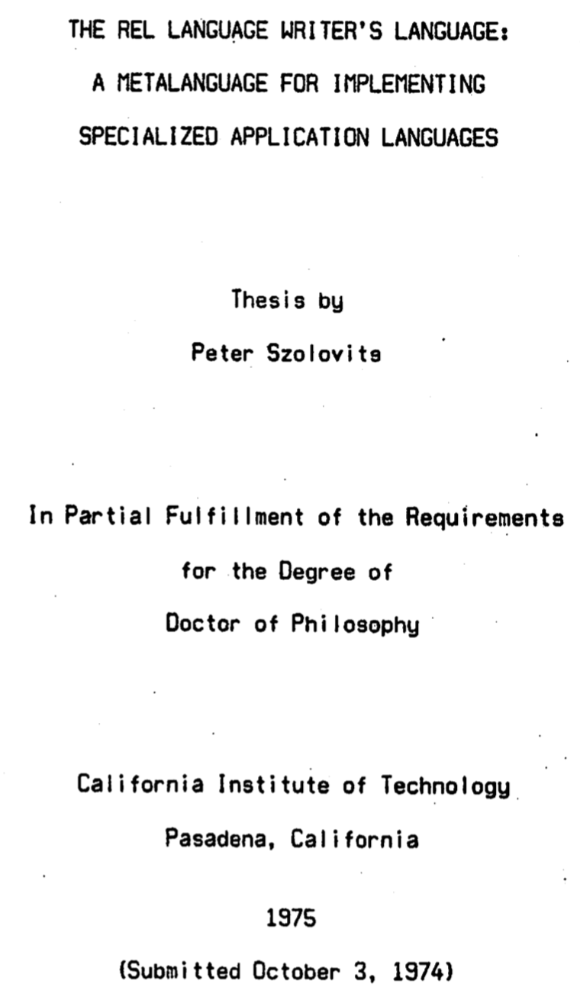 THE REL LANGUAGE WRITER'S LANGUAGE:
A METALANGUAGE FOR IMPLEMENTING
SPECIALIZED APPLICATION LANGUAGES
Thesis by
Peter Szolovits
In Partial Fulfillment of the Requirements
for the Degree of
Doctor of Philosophy
California Institute of Technology
Pasadena, California
1975
(Submitted October 3, 1974)